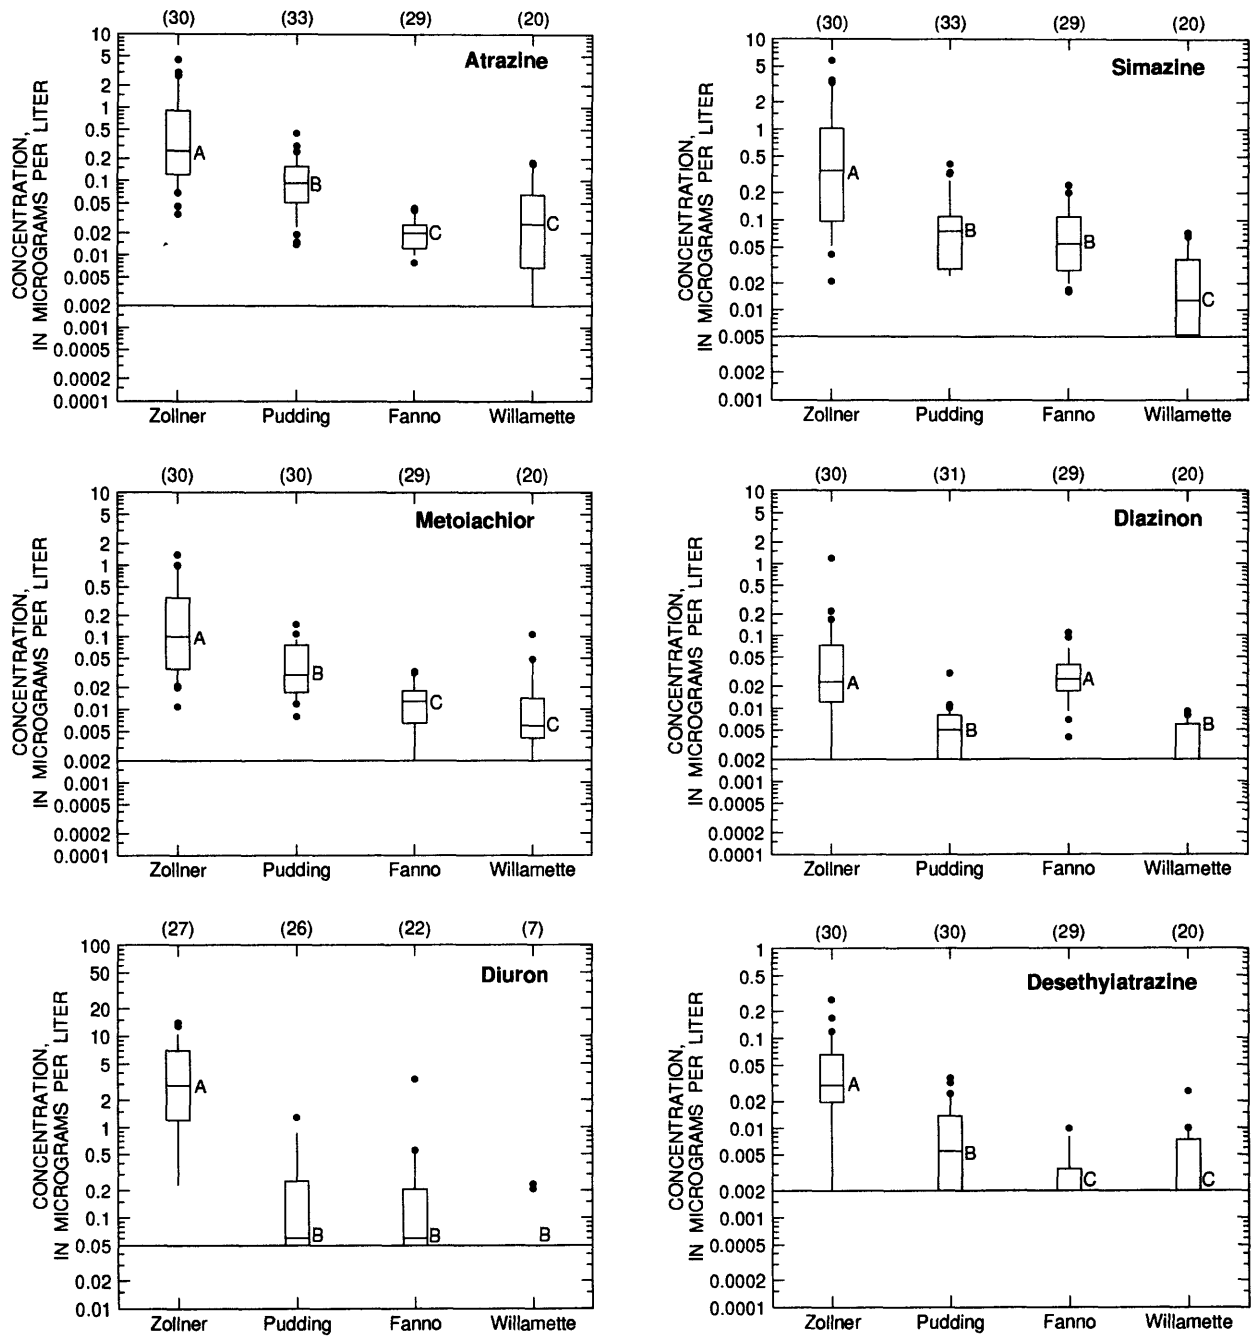 (30) (33) (29) (20)
Atrazine
CONCENTRATION,
IN MICROGRAMS PER LITER
10
5
2
1
0.5
0.2
0.1
0.05
0.02
0.01
0.005
0.002
0.001
0.0005
0.0002
0.0001
A
B
C
C
Zollner Pudding Fanno Willamette
(30) (33) (29) (20)
Simazine
CONCENTRATION,
IN MICROGRAMS PER LITER
10
5
2
1
0.5
0.2
0.1
0.05
0.02
0.01
0.005
0.002
0.001
A
B
B
C
Zollner Pudding Fanno Willamette
(30) (30) (29) (20)
Metolachlor
CONCENTRATION,
IN MICROGRAMS PER LITER
10
5
2
1
0.5
0.2
0.1
0.05
0.02
0.01
0.005
0.002
0.001
0.0005
0.0002
0.0001
A
B
C
C
Zollner Pudding Fanno Willamette
(30) (31) (29) (20)
Diazinon
CONCENTRATION,
IN MICROGRAMS PER LITER
10
5
2
1
0.5
0.2
0.1
0.05
0.02
0.01
0.005
0.002
0.001
0.0005
0.0002
0.0001
A
B
A
B
Zollner Pudding Fanno Willamette
(27) (26) (22) (7)
Diuron
CONCENTRATION,
IN MICROGRAMS PER LITER
100
50
20
10
5
2
1
0.5
0.2
0.1
0.05
0.02
0.01
A
B
B
B
Zollner Pudding Fanno Willamette
(30) (30) (29) (20)
Desethylatrazine
CONCENTRATION,
IN MICROGRAMS PER LITER
1
0.5
0.2
0.1
0.05
0.02
0.01
0.005
0.002
0.001
0.0005
0.0002
0.0001
A
B
C
C
Zollner Pudding Fanno Willamette